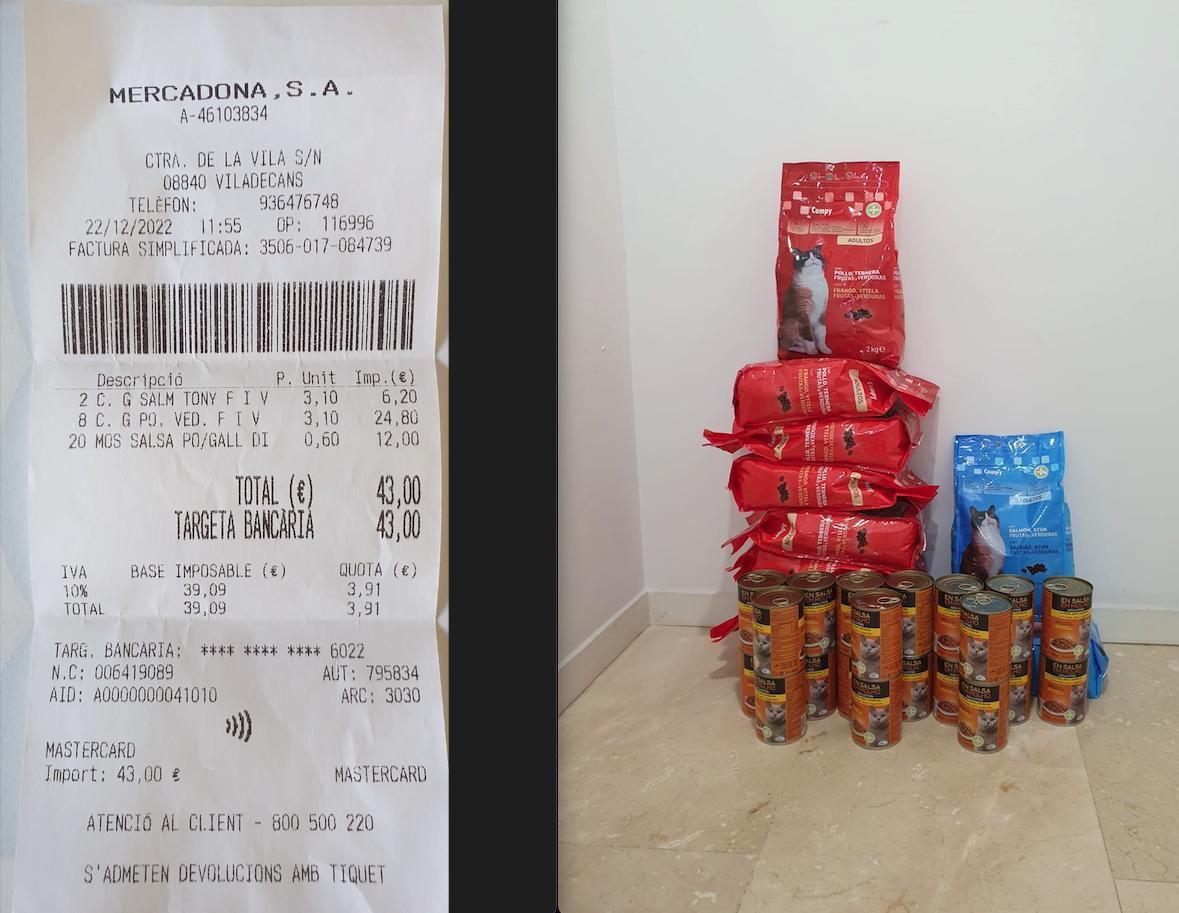 MERCADONA,S.A.
A-46103834
CTRA. DE LA VILA S/N
08840 VILADECANS
TELÈFON: 936476748
22/12/2022 11:55 OP: 116996
FACTURA SIMPLIFICADA: 3506-017-064739
Descripció P. Unit Imp.(€)
2 C. G SALM TONY F I V 3,10 6,20
8 C. G PO. VED. F I V 3,10 24,80
20 MOS SALSA PO/GALL DI 0,60 12,00
TOTAL (€) 43,00
TARGETA BANCÀRIA 43,00
IVA BASE IMPOSABLE (€) QUOTA (€)
10% 39,09 3,91
TOTAL 39,09 3,91
TARG. BANCÀRIA: **** **** **** 6022
N.C: 006419089 AUT: 795834
AID: A0000000041010 ARC: 3030
MASTERCARD
Import: 43,00 € MASTERCARD
ATENCIÓ AL CLIENT - 800 500 220
S'ADMETEN DEVOLUCIONS AMB TIQUET
Compy
ADULTOS
POLLO, TERNERA
FRUTAS Y VERDURAS
FRANGO, VITELA
FRUTAS E VERDURAS
2 kg e
Compy
ADULTOS
SALMÓN, ATÚN
FRUTAS Y VERDURAS
SALMÃO, ATUM
FRUTAS E VERDURAS
EN SALSA
EM MOLHO